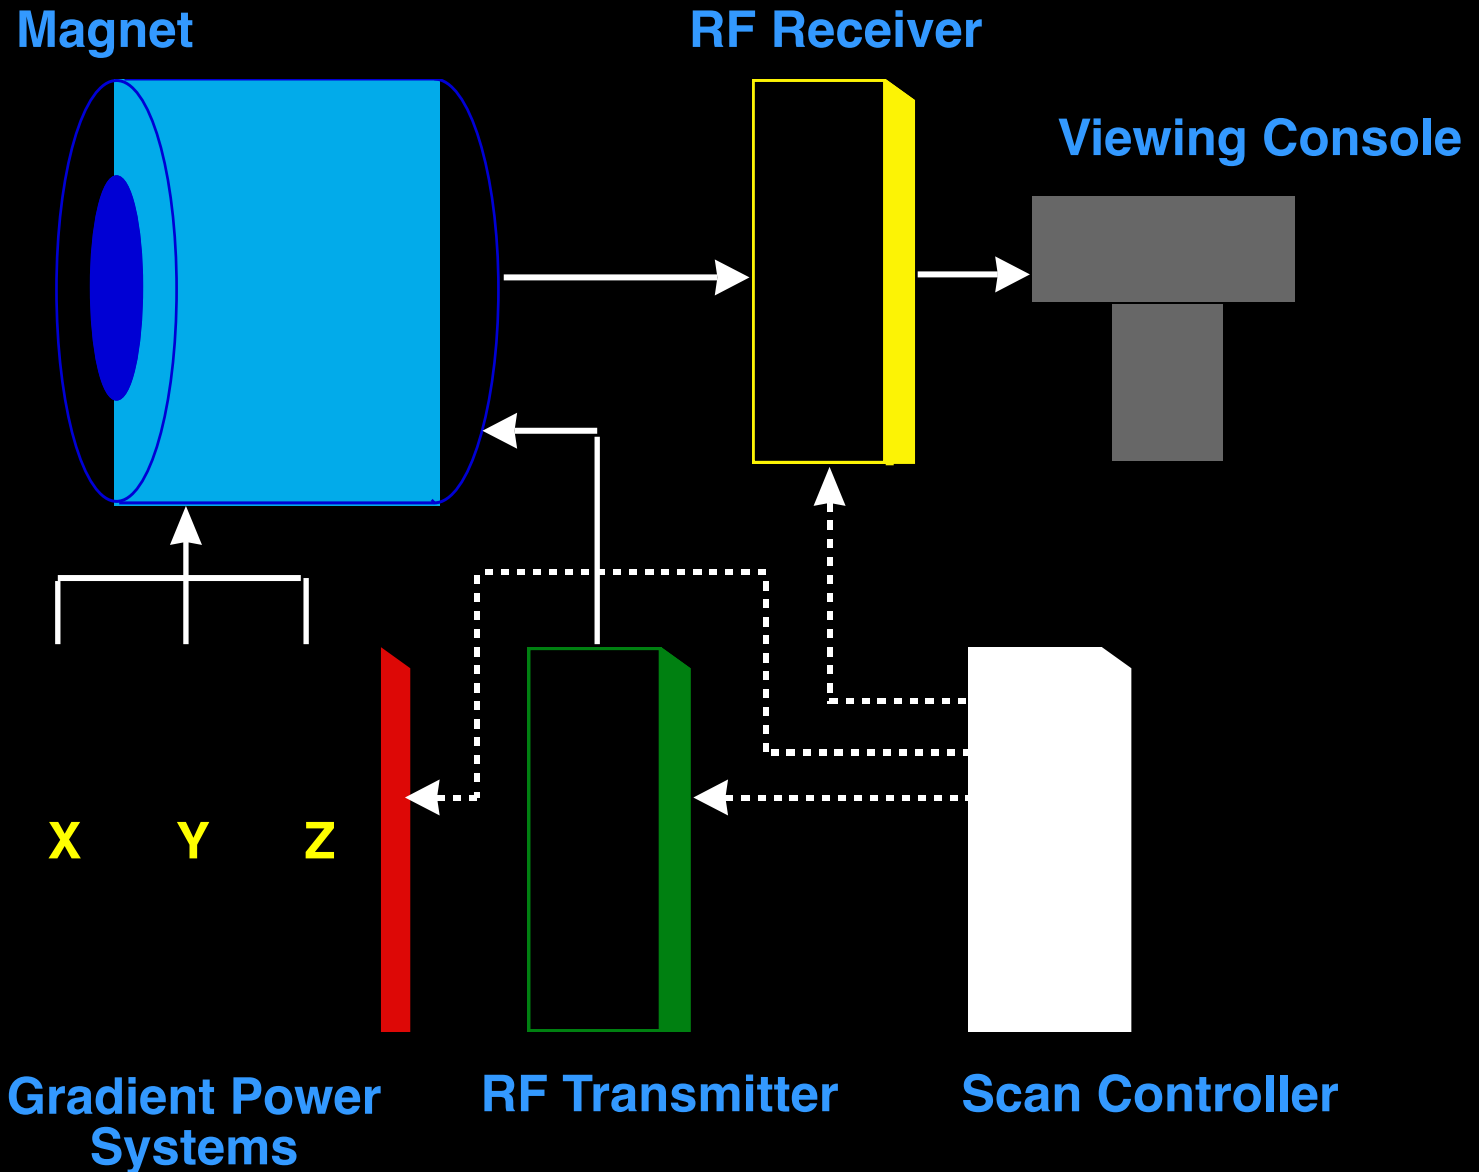 Magnet
RF Receiver
Viewing Console
X Y Z
Gradient Power
Systems
RF Transmitter
Scan Controller